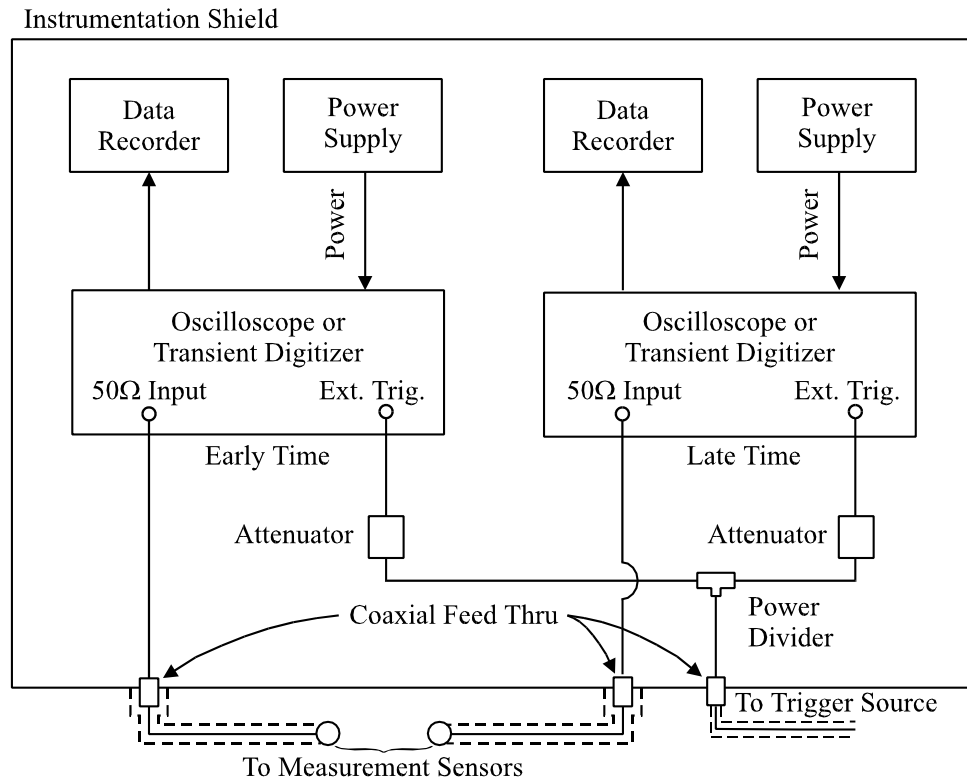 Instrumentation Shield
Data
Recorder
Power
Supply
Data
Recorder
Power
Supply
Power
Power
Oscilloscope or
Transient Digitizer
50Ω Input
Ext. Trig.
Early Time
Oscilloscope or
Transient Digitizer
50Ω Input
Ext. Trig.
Late Time
Attenuator
Attenuator
Coaxial Feed Thru
Power
Divider
To Trigger Source
To Measurement Sensors